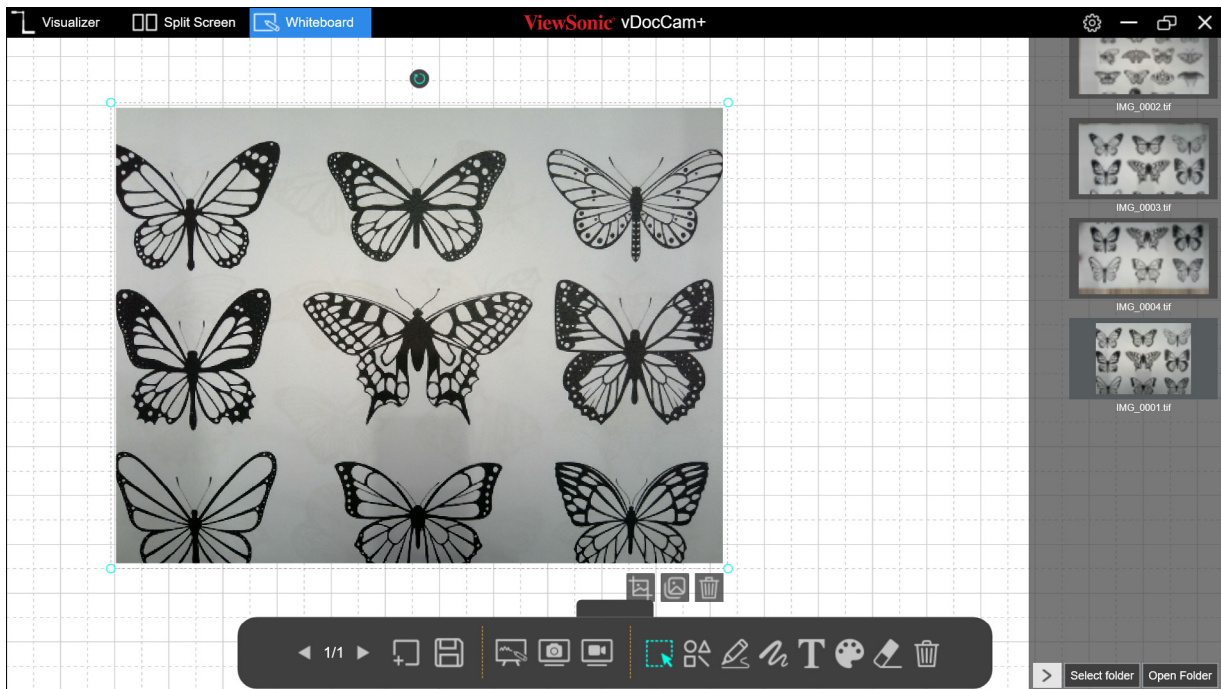 Visualizer Split Screen Whiteboard ViewSonic vDocCam+
IMG_0002.tif
IMG_0003.tif
IMG_0004.tif
IMG_0001.tif
1/1
T
Select folder Open Folder